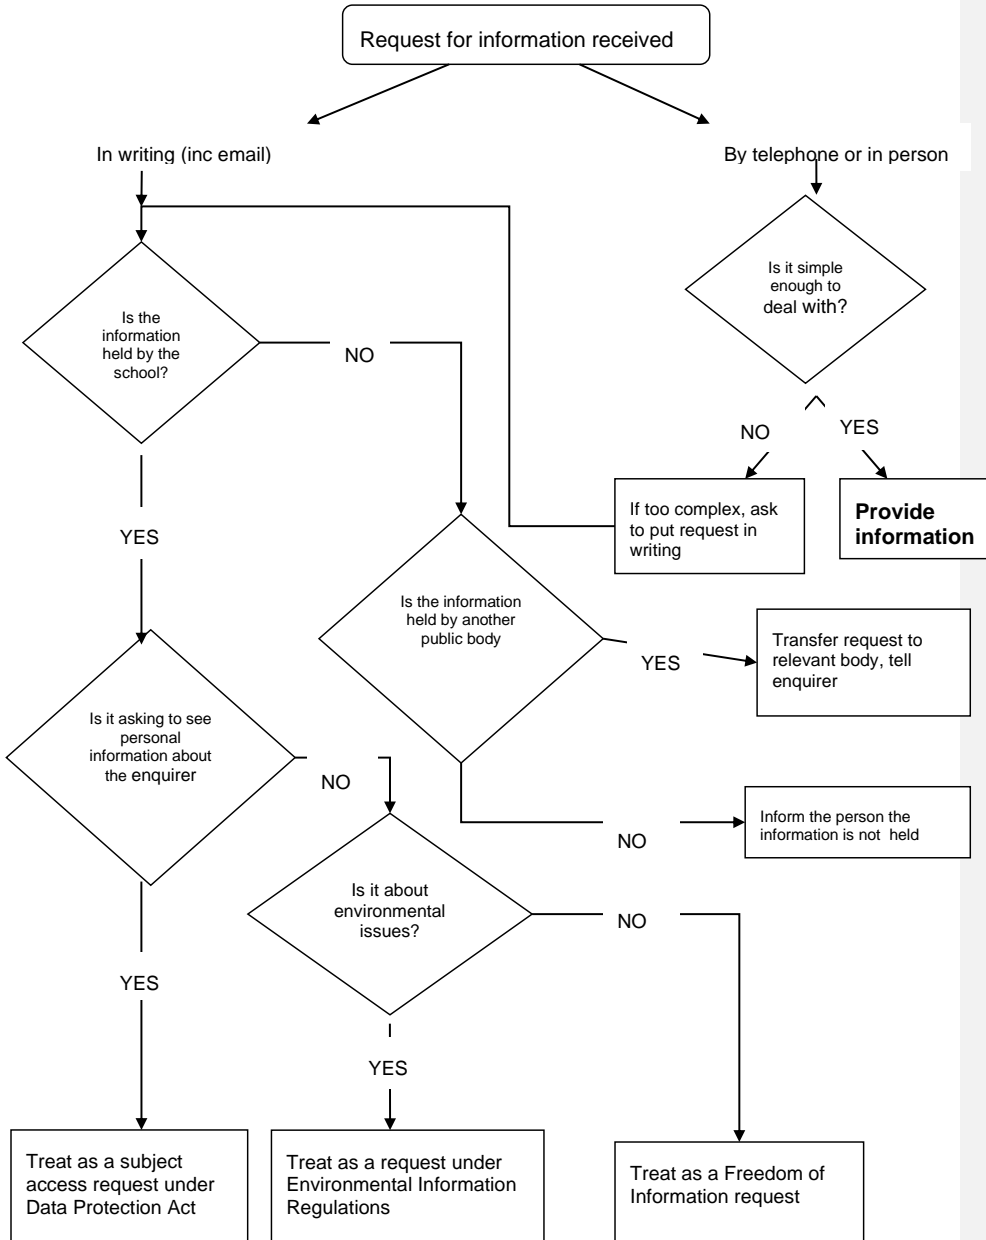 Request for information received
In writing (inc email)
By telephone or in person
Is it simple
enough to
deal with?
Is the
information
held by the
school?
NO
NO
YES
If too complex, ask
to put request in
writing
Provide
information
YES
Is the information
held by another
public body
YES
Transfer request to
relevant body, tell
enquirer
Is it asking to see
personal
information about
the enquirer
NO
NO
Inform the person the
information is not  held
Is it about
environmental
issues?
NO
YES
YES
Treat as a subject
access request under
Data Protection Act
Treat as a request under
Environmental Information
Regulations
Treat as a Freedom of
Information request